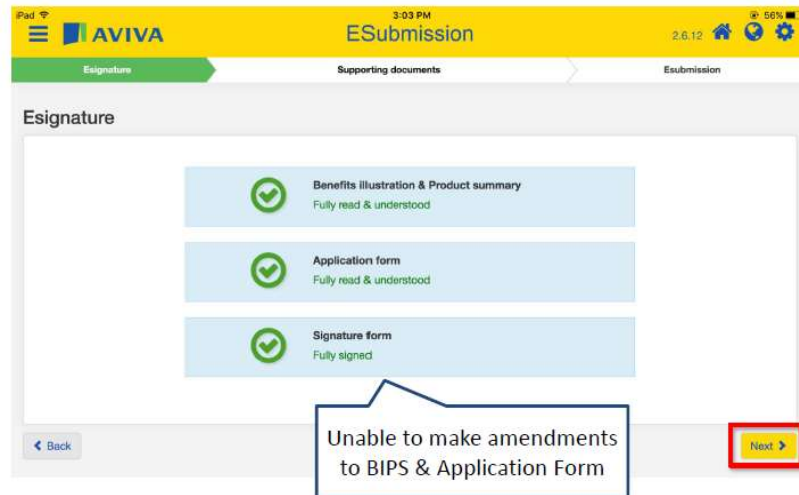 iPad 3:03 PM 56%
AVIVA ESubmission 2.6.12
Esignature Supporting documents Esubmission
Esignature
Benefits illustration & Product summary
Fully read & understood
Application form
Fully read & understood
Signature form
Fully signed
Unable to make amendments
to BIPS & Application Form
Back Next